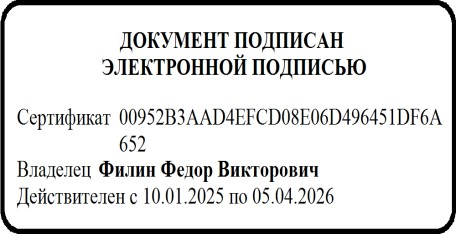 ДОКУМЕНТ ПОДПИСАН
ЭЛЕКТРОННОЙ ПОДПИСЬЮ
Сертификат 00952B3AAD4EFCD08E06D496451DF6A
652
Владелец Филин Федор Викторович
Действителен с 10.01.2025 по 05.04.2026